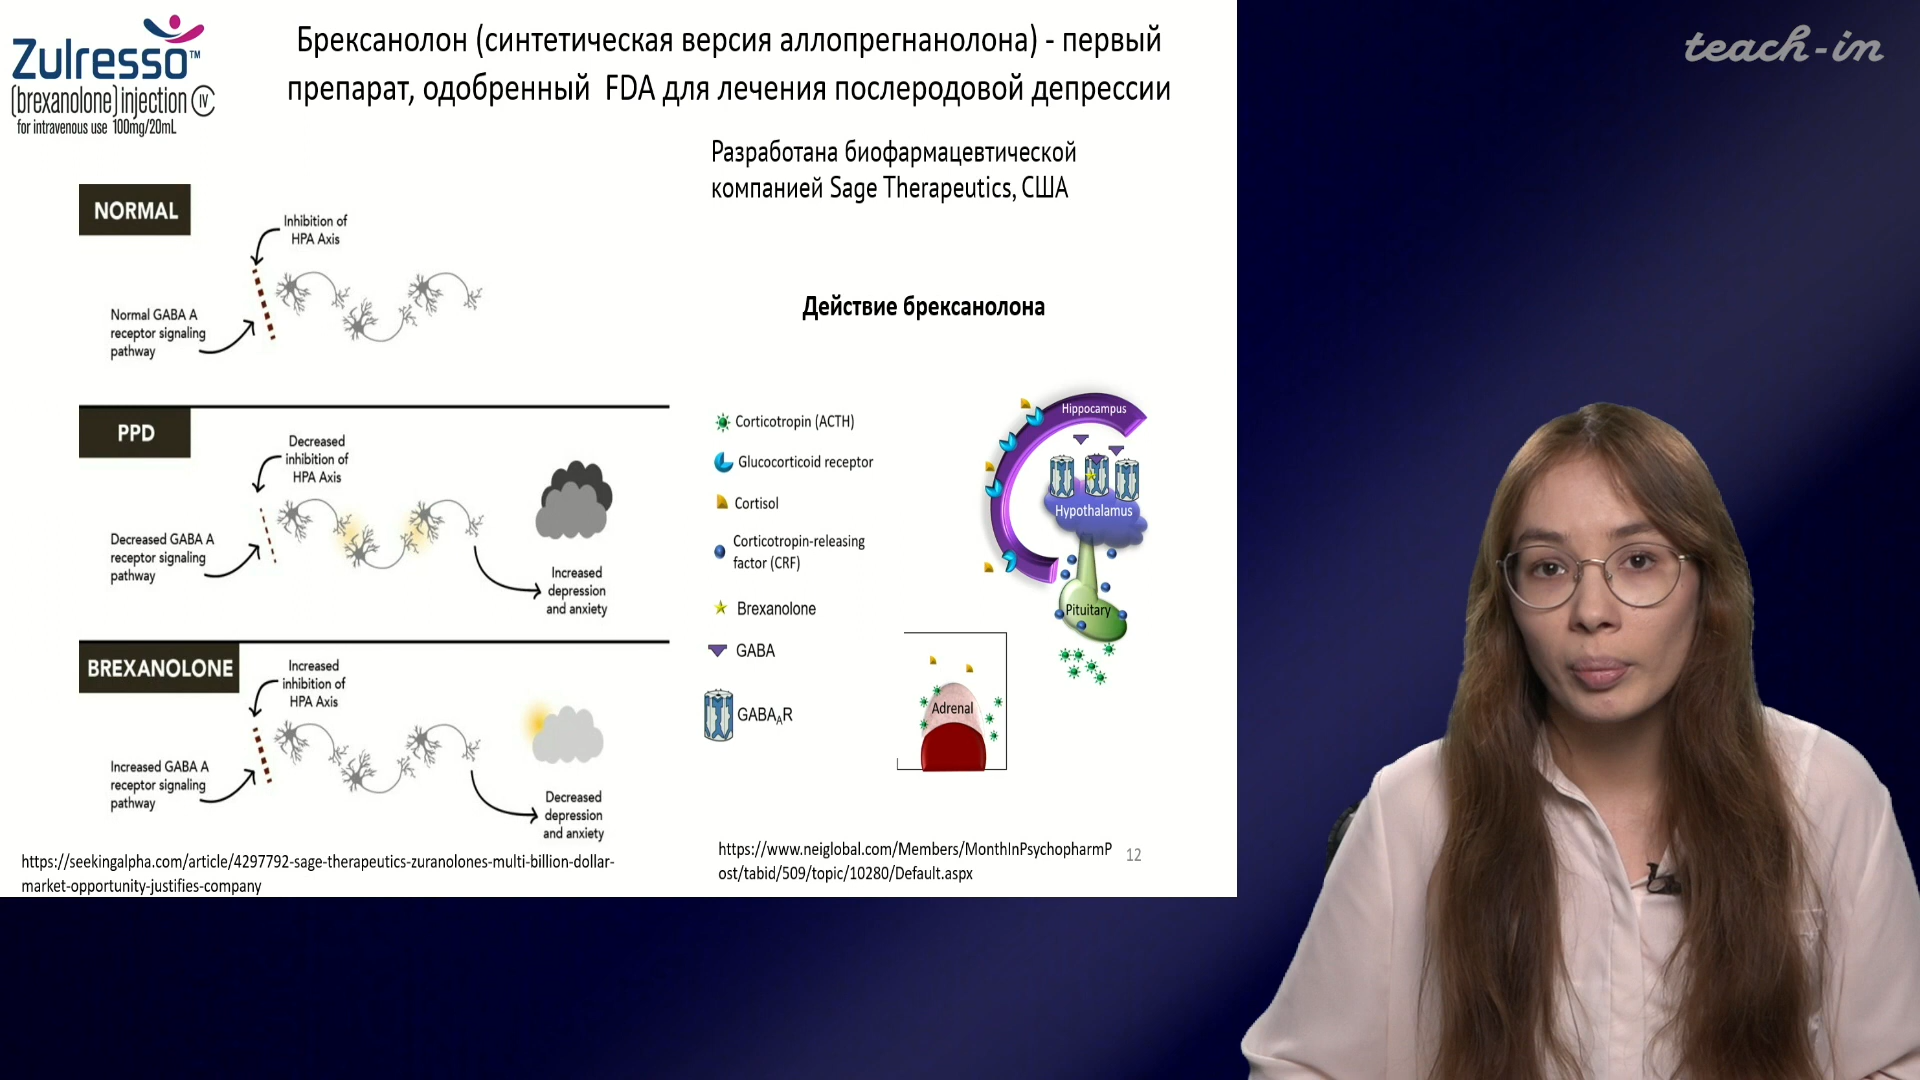 Zulresso™
(brexanolone) injection CIV
for intravenous use 100mg/20mL
Брексанолон (синтетическая версия аллопрегнанолона) - первый
препарат, одобренный FDA для лечения послеродовой депрессии
teach-in
Разработана биофармацевтической
компанией Sage Therapeutics, США
NORMAL
Inhibition of
HPA Axis
Normal GABA A
receptor signaling
pathway
PPD
Decreased
inhibition of
HPA Axis
Decreased GABA A
receptor signaling
pathway
Increased
depression
and anxiety
BREXANOLONE
Increased
inhibition of
HPA Axis
Increased GABA A
receptor signaling
pathway
Decreased
depression
and anxiety
https://seekingalpha.com/article/4297792-sage-therapeutics-zuranolones-multi-billion-dollar-
market-opportunity-justifies-company
Действие брексанолона
Corticotropin (ACTH)
Glucocorticoid receptor
Cortisol
Corticotropin-releasing
factor (CRF)
Brexanolone
GABA
GABAAR
Hippocampus
Hypothalamus
Pituitary
Adrenal
https://www.neiglobal.com/Members/MonthInPsychopharmP
ost/tabid/509/topic/10280/Default.aspx
12